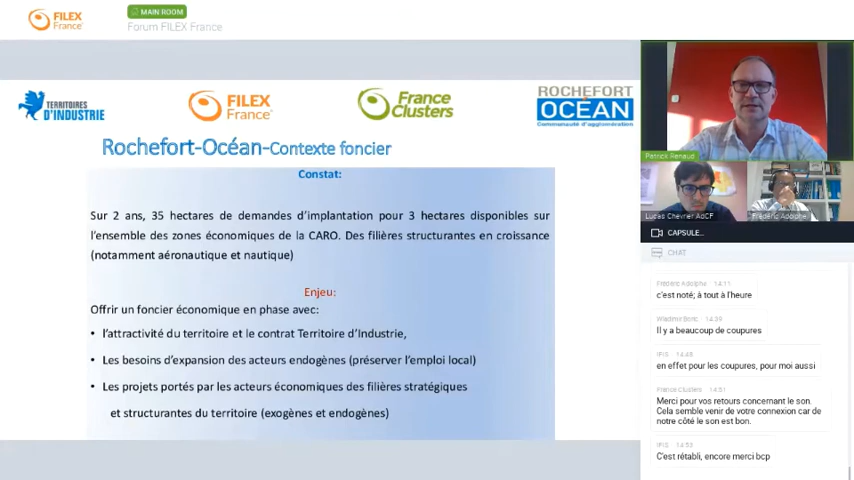 FILEX
France
MAIN ROOM
Forum FILEX France
TERRITOIRES
D'INDUSTRIE
FILEX
France
France
Clusters
ROCHEFORT
OCÉAN
Communauté d'agglomération
Rochefort-Océan-Contexte foncier
Constat:
Sur 2 ans, 35 hectares de demandes d'implantation pour 3 hectares disponibles sur
l'ensemble des zones économiques de la CARO. Des filières structurantes en croissance
(notamment aéronautique et nautique)
Enjeu:
Offrir un foncier économique en phase avec:
• l'attractivité du territoire et le contrat Territoire d'Industrie,
• Les besoins d'expansion des acteurs endogènes (préserver l'emploi local)
• Les projets portés par les acteurs économiques des filières stratégiques
et structurantes du territoire (exogènes et endogènes)
Patrick Renaud
Lucas Chevrier AdCF
Frédéric Adolphe
CAPSULE...
CHAT
Frédéric Adolphe 14:11
c'est noté; à tout à l'heure
Wladimir 14:39
Il y a beaucoup de coupures
14:48
en effet pour les coupures, pour moi aussi
France Clusters 14:51
Merci pour vos retours concernant le son.
Cela semble venir de votre connexion car de
notre côté le son est bon.
14:53
C'est rétabli, encore merci bcp